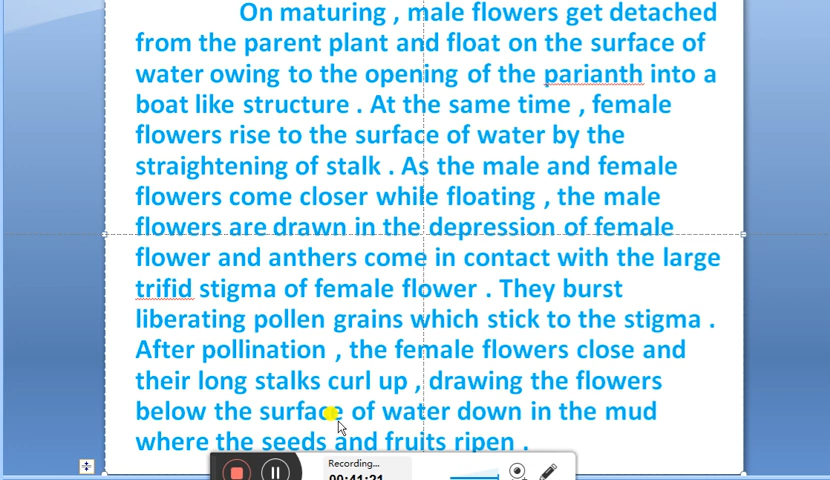 On maturing , male flowers get detached
from the parent plant and float on the surface of
water owing to the opening of the parianth into a
boat like structure . At the same time , female
flowers rise to the surface of water by the
straightening of stalk . As the male and female
flowers come closer while floating , the male
flowers are drawn in the depression of female
flower and anthers come in contact with the large
trifid stigma of female flower . They burst
liberating pollen grains which stick to the stigma .
After pollination , the female flowers close and
their long stalks curl up , drawing the flowers
below the surface of water down in the mud
where the seeds and fruits ripen .
Recording...
00:41:21